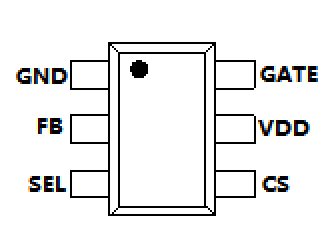 GND GATE
FB VDD
SEL CS